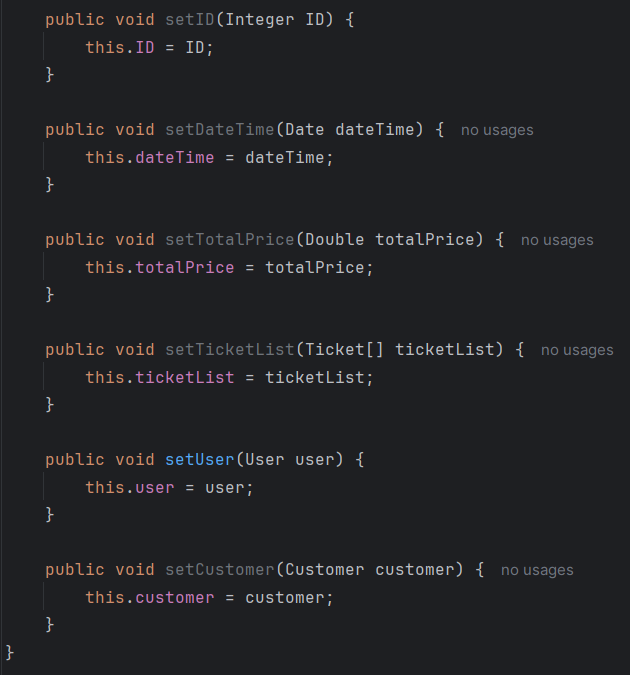 public void setID(Integer ID) {
this.ID = ID;
}
public void setDateTime(Date dateTime) { no usages
this.dateTime = dateTime;
}
public void setTotalPrice(Double totalPrice) { no usages
this.totalPrice = totalPrice;
}
public void setTicketList(Ticket[] ticketList) { no usages
this.ticketList = ticketList;
}
public void setUser(User user) {
this.user = user;
}
public void setCustomer(Customer customer) { no usages
this.customer = customer;
}
}